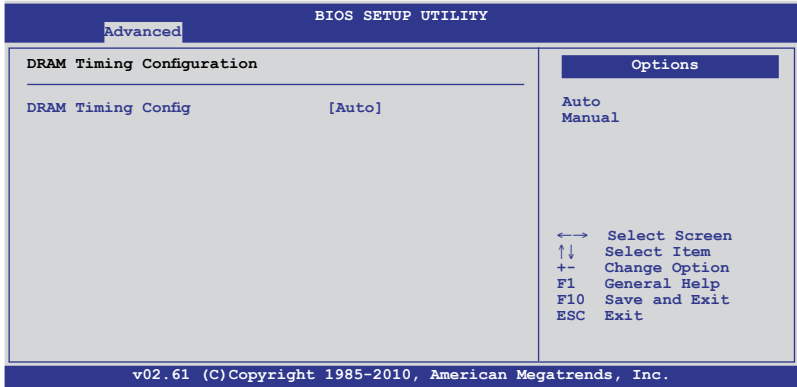 BIOS SETUP UTILITY
Advanced
DRAM Timing Configuration
DRAM Timing Config [Auto]
Options
Auto
Manual
←→ Select Screen
↑↓ Select Item
+- Change Option
F1 General Help
F10 Save and Exit
ESC Exit
v02.61 (C)Copyright 1985-2010, American Megatrends, Inc.